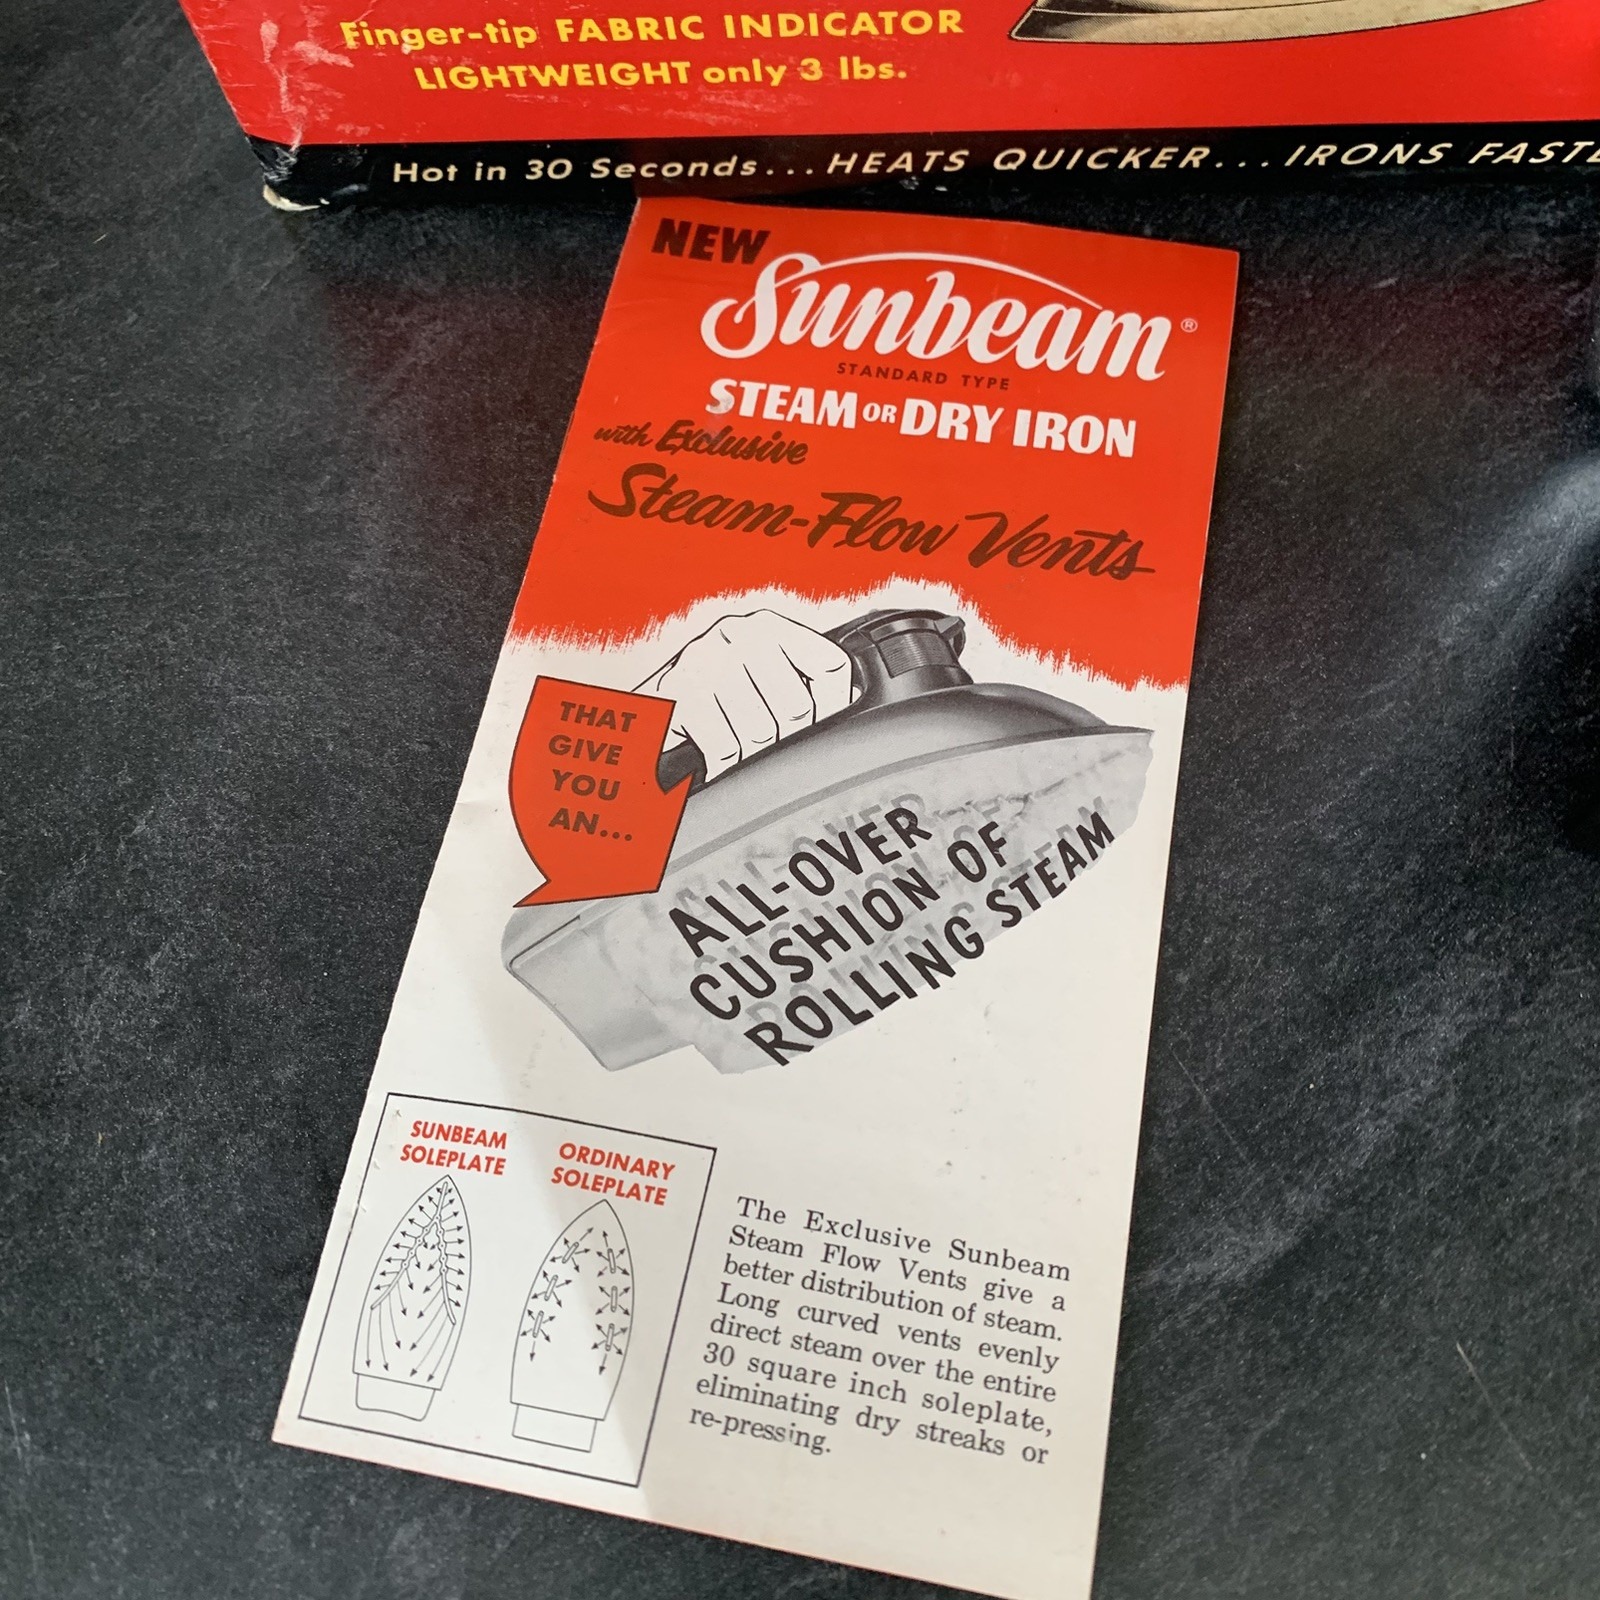 Finger-tip FABRIC INDICATOR
LIGHTWEIGHT only 3 lbs.
Hot in 30 Seconds...HEATS QUICKER...IRONS
NEW
Sunbeam®
STANDARD TYPE
STEAM OR DRY IRON
with Exclusive
Steam-Flow Vents
THAT
GIVE
YOU
AN...
ALL-OVER
CUSHION OF
ROLLING STEAM
SUNBEAM
SOLEPLATE
ORDINARY
SOLEPLATE
The Exclusive Sunbeam
Steam Flow Vents give a
better distribution of steam.
Long curved vents evenly
direct steam over the entire
30 square inch soleplate,
eliminating dry streaks or
re-pressing.